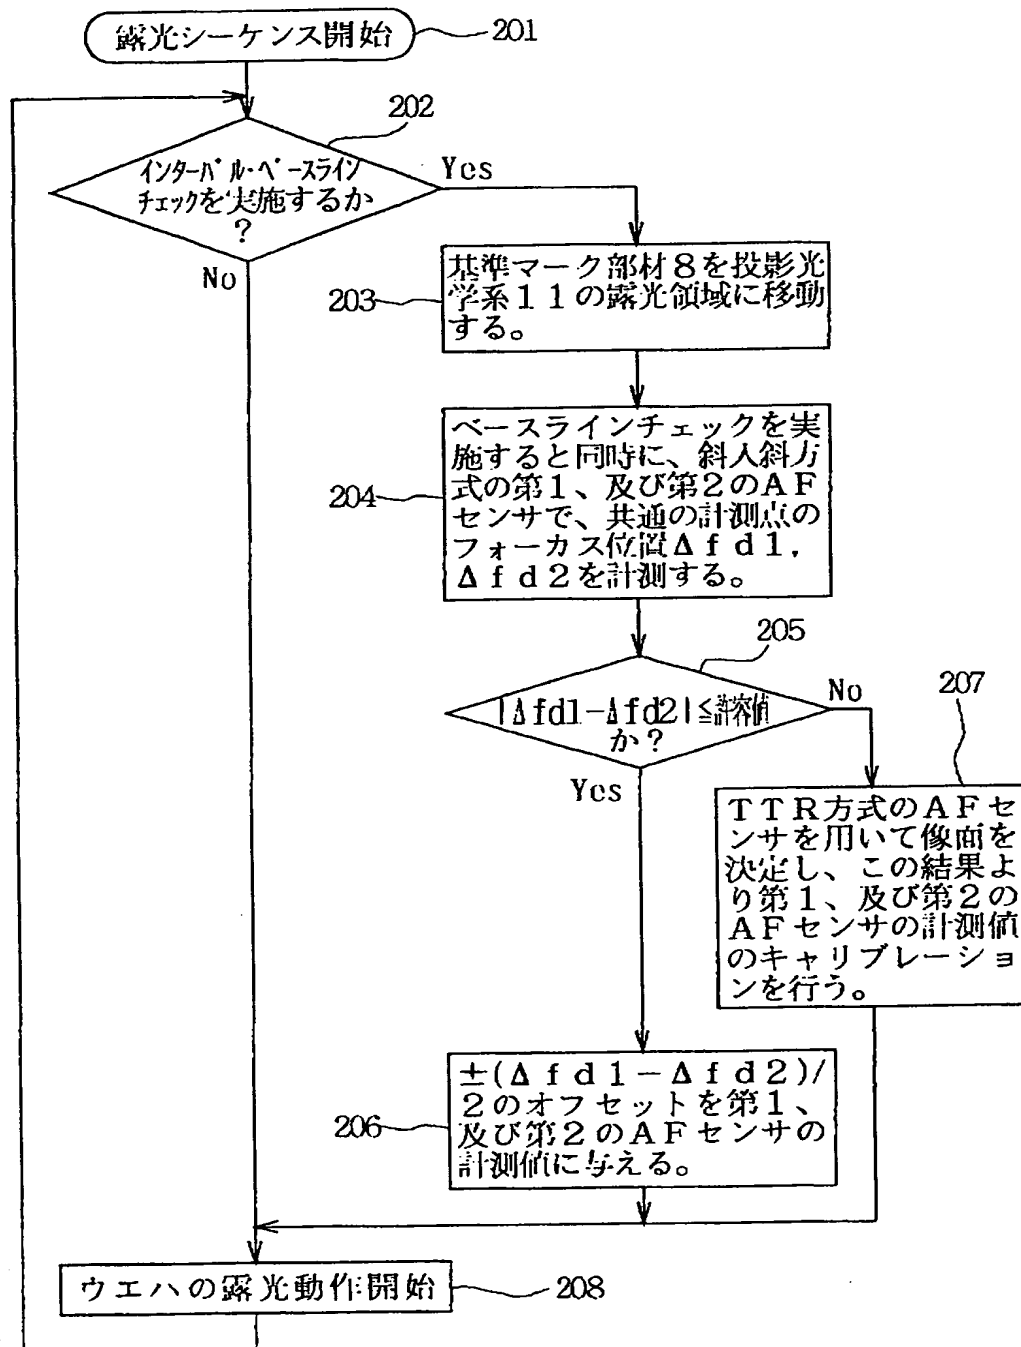 露光シーケンス開始
201
202
インターバル・ベースライン
チェックを実施するか
?
Yes
No
203
基準マーク部材8を投影光
学系11の露光領域に移動
する。
204
ベースラインチェックを実
施すると同時に、斜入斜方
式の第1、及び第2のAF
センサで、共通の計測点の
フォーカス位置Δfd1,
Δfd2を計測する。
205
|Δfd1-Δfd2|≦許容値
か?
No
Yes
207
TTR方式のAFセ
ンサを用いて像面を
決定し、この結果よ
り第1、及び第2の
AFセンサの計測値
のキャリブレーショ
ンを行う。
206
±(Δfd1-Δfd2)/
2のオフセットを第1、
及び第2のAFセンサの
計測値に与える。
ウエハの露光動作開始
208